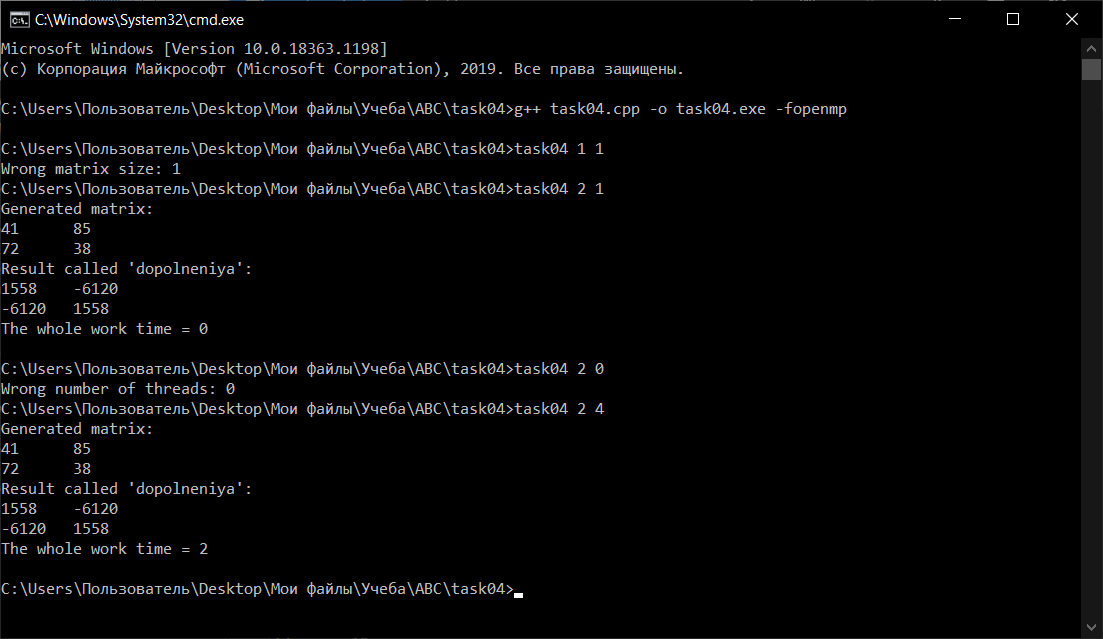 C:\Windows\System32\cmd.exe
Microsoft Windows [Version 10.0.18363.1198]
(c) Корпорация Майкрософт (Microsoft Corporation), 2019. Все права защищены.
C:\Users\Пользователь\Desktop\Мои файлы\Учеба\ABC\task04>g++ task04.cpp -o task04.exe -fopenmp
C:\Users\Пользователь\Desktop\Мои файлы\Учеба\ABC\task04>task04 1 1
Wrong matrix size: 1
C:\Users\Пользователь\Desktop\Мои файлы\Учеба\ABC\task04>task04 2 1
Generated matrix:
41      85
72      38
Result called 'dopolneniya':
1558    -6120
-6120   1558
The whole work time = 0
C:\Users\Пользователь\Desktop\Мои файлы\Учеба\ABC\task04>task04 2 0
Wrong number of threads: 0
C:\Users\Пользователь\Desktop\Мои файлы\Учеба\ABC\task04>task04 2 4
Generated matrix:
41      85
72      38
Result called 'dopolneniya':
1558    -6120
-6120   1558
The whole work time = 2
C:\Users\Пользователь\Desktop\Мои файлы\Учеба\ABC\task04>